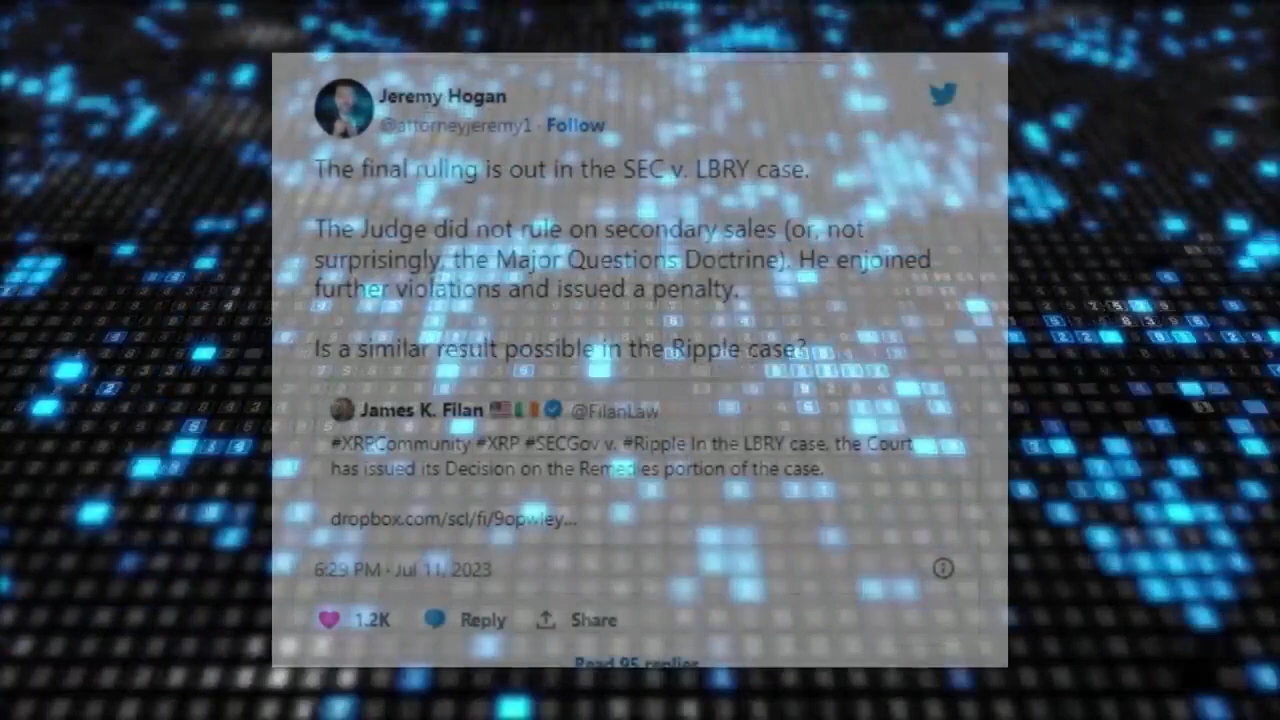 Jeremy Hogan
@attorneyjeremy1 · Follow
The final ruling is out in the SEC v. LBRY case.
The Judge did not rule on secondary sales (or, not
surprisingly, the Major Questions Doctrine). He enjoined
further violations and issued a penalty.
Is a similar result possible in the Ripple case?
James K. Filan 🇺🇸🇮🇪 @FilanLaw
#XRPCommunity #XRP #SECGov v. #Ripple In the LBRY case, the Court
has issued its Decision on the Remedies portion of the case.
dropbox.com/scl/fi/9opwley...
6:29 PM · Jul 11, 2023
1.2K Reply Share
Read 95 replies